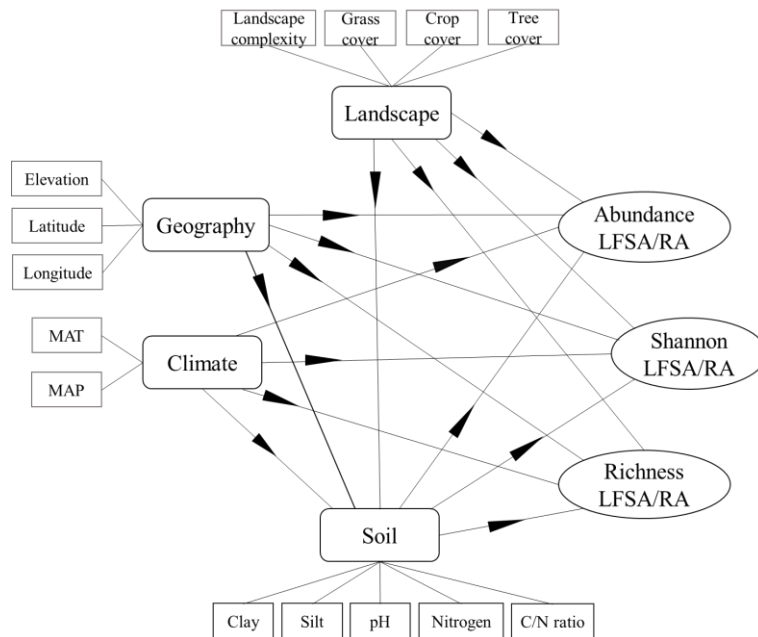 Landscape
complexity
Grass
cover
Crop
cover
Tree
cover
Landscape
Elevation
Latitude
Longitude
Geography
Abundance
LFSA/RA
MAT
MAP
Climate
Shannon
LFSA/RA
Richness
LFSA/RA
Soil
Clay
Silt
pH
Nitrogen
C/N ratio